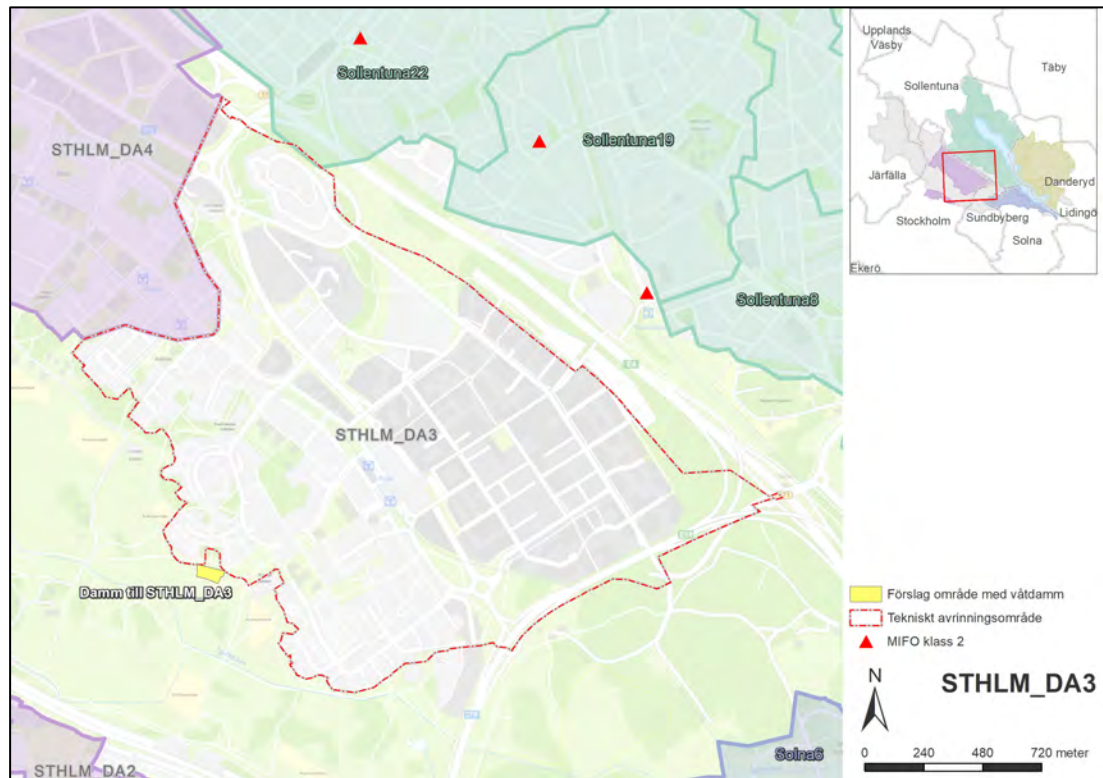 Sollentuna22
Sollentuna19
STHLM_DA4
Sollentuna8
STHLM_DA3
Damm till STHLM_DA3
STHLM_DA2
Solna6
Upplands
Väsby
Täby
Sollentuna
Järfälla
Danderyd
Stockholm
Sundbyberg
Lidingö
Solna
Ekerö
Förslag område med våtdamm
Tekniskt avrinningsområde
MIFO klass 2
N
STHLM_DA3
0 240 480 720 meter